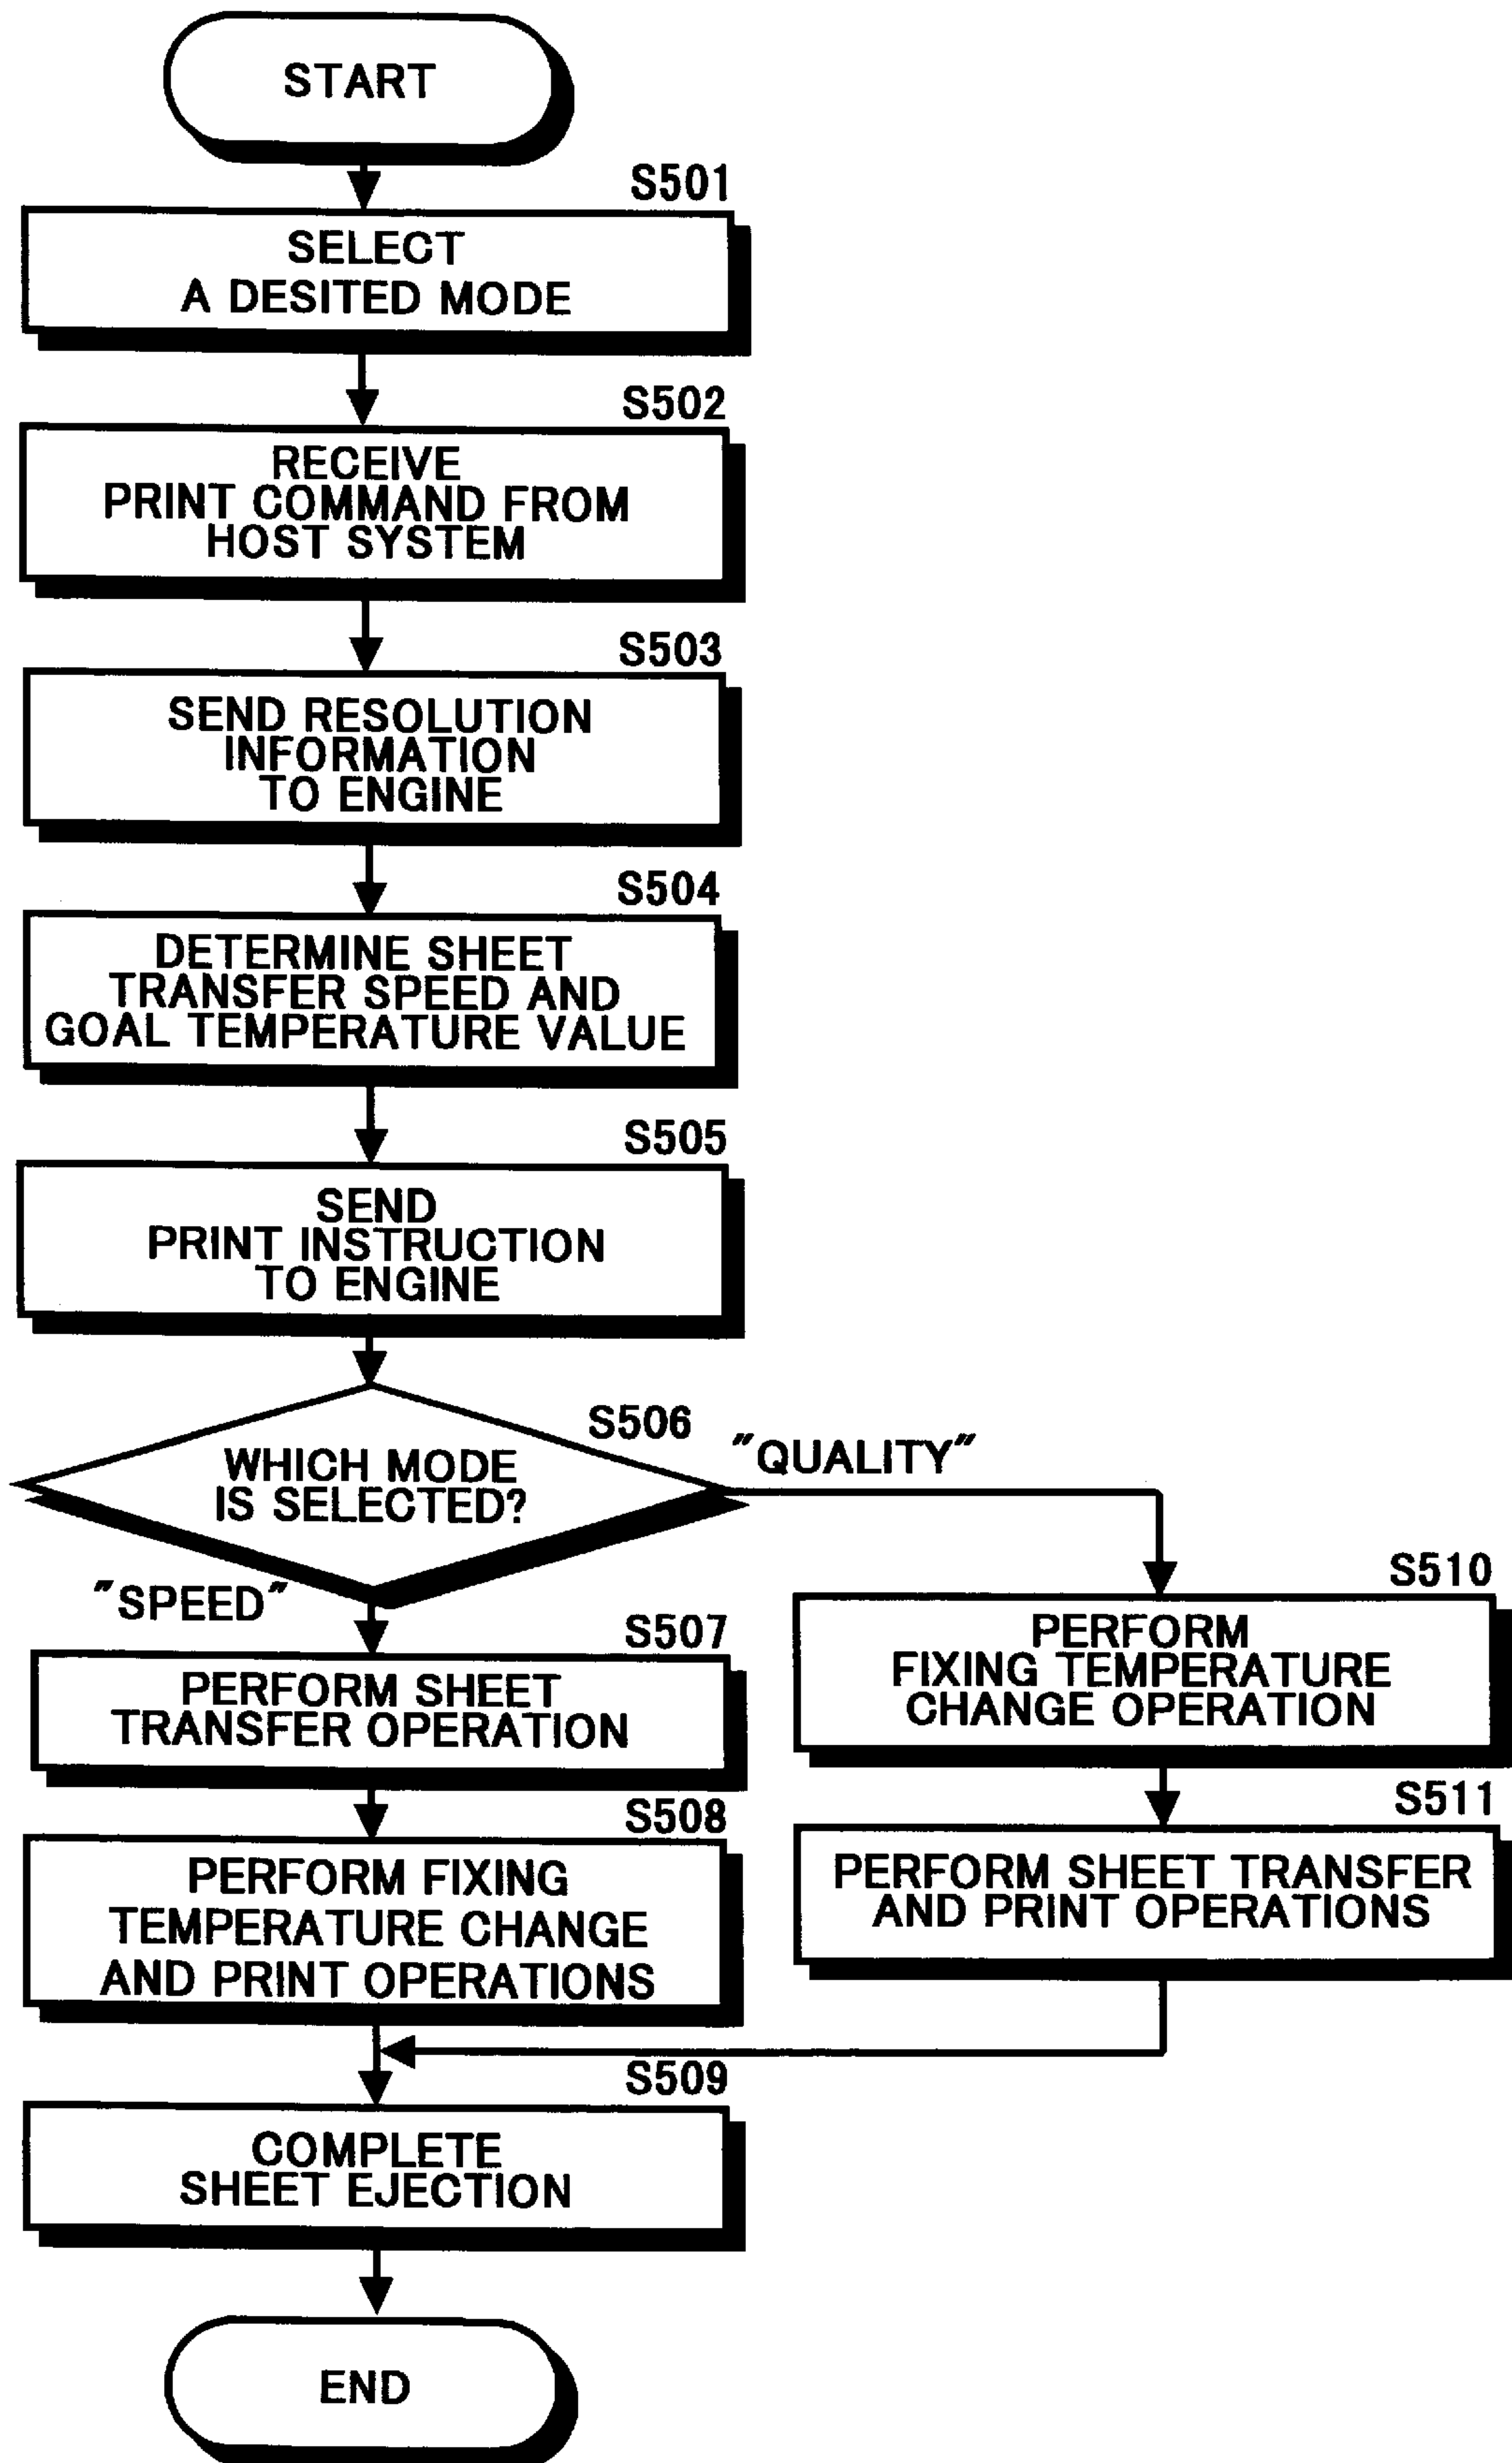 START
S501
SELECT
A DESITED MODE
S502
RECEIVE
PRINT COMMAND FROM
HOST SYSTEM
S503
SEND RESOLUTION
INFORMATION
TO ENGINE
S504
DETERMINE SHEET
TRANSFER SPEED AND
GOAL TEMPERATURE VALUE
S505
SEND
PRINT INSTRUCTION
TO ENGINE
S506
WHICH MODE
IS SELECTED?
"QUALITY"
"SPEED"
S507
PERFORM SHEET
TRANSFER OPERATION
S508
PERFORM FIXING
TEMPERATURE CHANGE
AND PRINT OPERATIONS
S510
PERFORM
FIXING TEMPERATURE
CHANGE OPERATION
S511
PERFORM SHEET TRANSFER
AND PRINT OPERATIONS
S509
COMPLETE
SHEET EJECTION
END